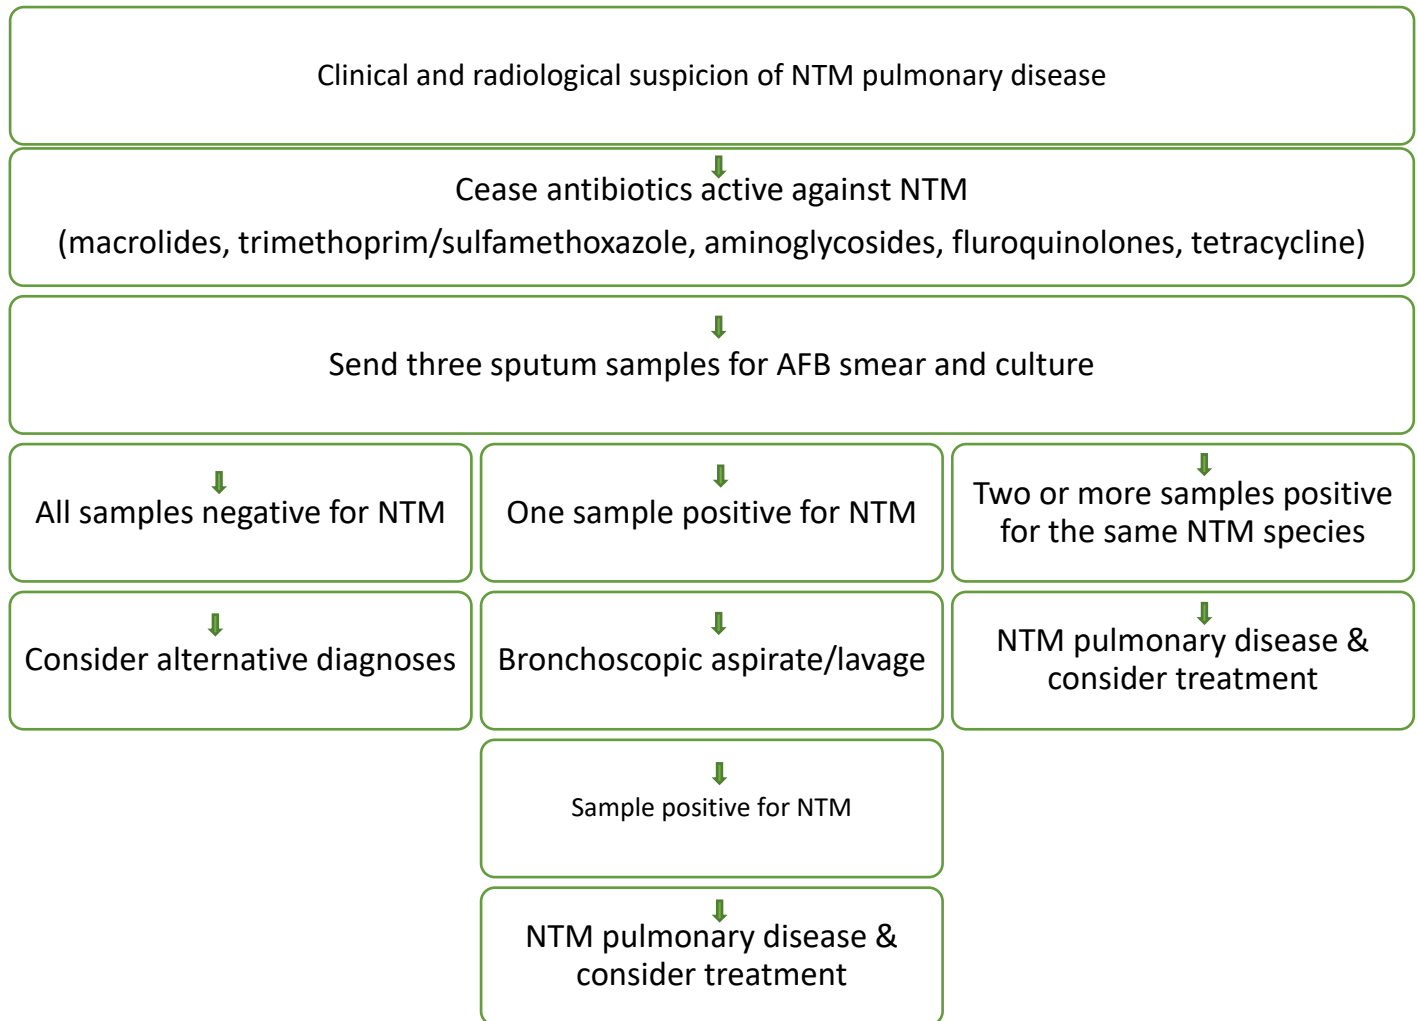 Clinical and radiological suspicion of NTM pulmonary disease
Cease antibiotics active against NTM
(macrolides, trimethoprim/sulfamethoxazole, aminoglycosides, fluroquinolones, tetracycline)
Send three sputum samples for AFB smear and culture
All samples negative for NTM
One sample positive for NTM
Two or more samples positive
for the same NTM species
Consider alternative diagnoses
Bronchoscopic aspirate/lavage
NTM pulmonary disease &
consider treatment
Sample positive for NTM
NTM pulmonary disease &
consider treatment